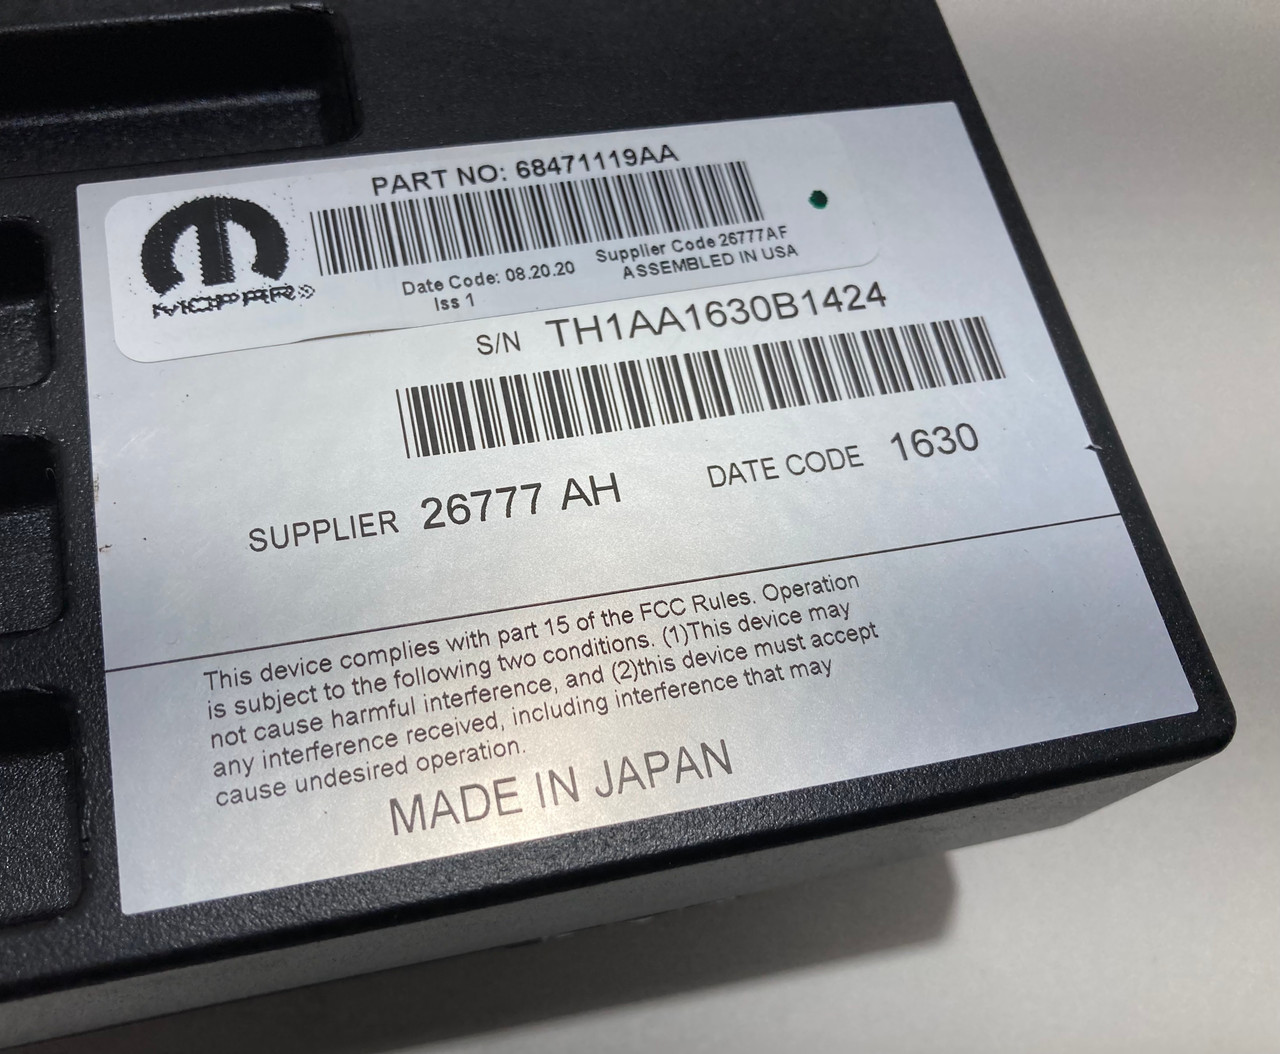 PART NO: 68471119AA
MOPAR
Date Code: 08.20.20
Iss 1
Supplier Code 26777AF
ASSEMBLED IN USA
S/N TH1AA1630B1424
SUPPLIER 26777 AH
DATE CODE 1630
This device complies with part 15 of the FCC Rules. Operation
is subject to the following two conditions. (1)This device may
not cause harmful interference, and (2)this device must accept
any interference received, including interference that may
cause undesired operation.
MADE IN JAPAN